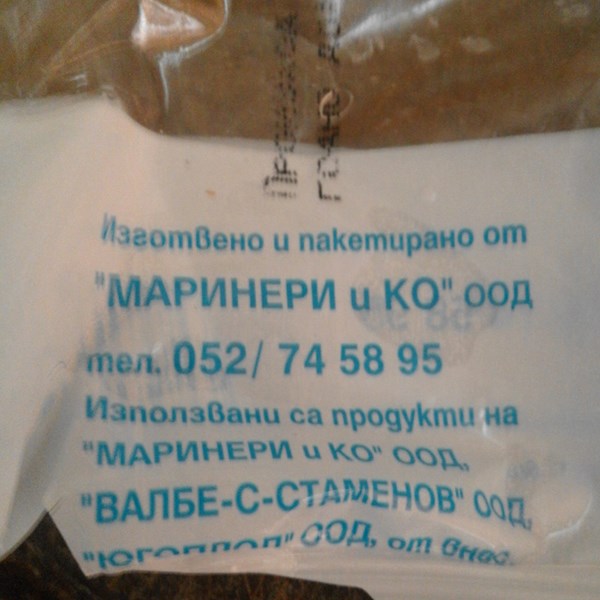 Изготвено и пакетирано от
"МАРИНЕРИ и КО" ООД
тел. 052/ 74 58 95
Използвани са продукти на
"МАРИНЕРИ и КО" ООД,
"ВАЛБЕ-С-СТАМЕНОВ" ООД,
"ЮГОПЛОД" ООД, от внос.